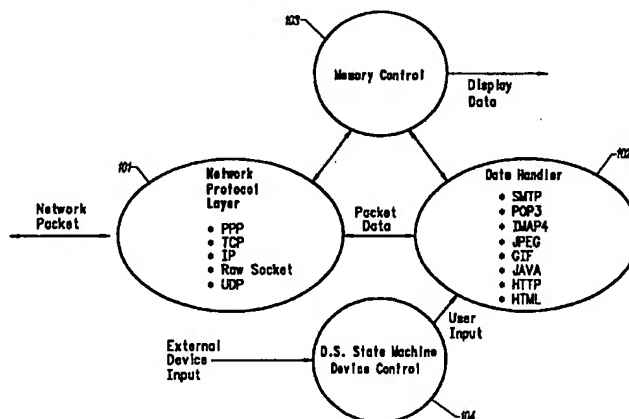 103
Memory Control
Display
Data
101
Network
Protocol
Layer
• PPP
• TCP
• IP
• Raw Socket
• UDP
Network
Packet
Packet
Data
102
Data Handler
• SMTP
• POP3
• IMAP4
• JPEG
• GIF
• JAVA
• HTTP
• HTML
User
Input
External
Device
Input
O.S. State Machine
Device Control
104